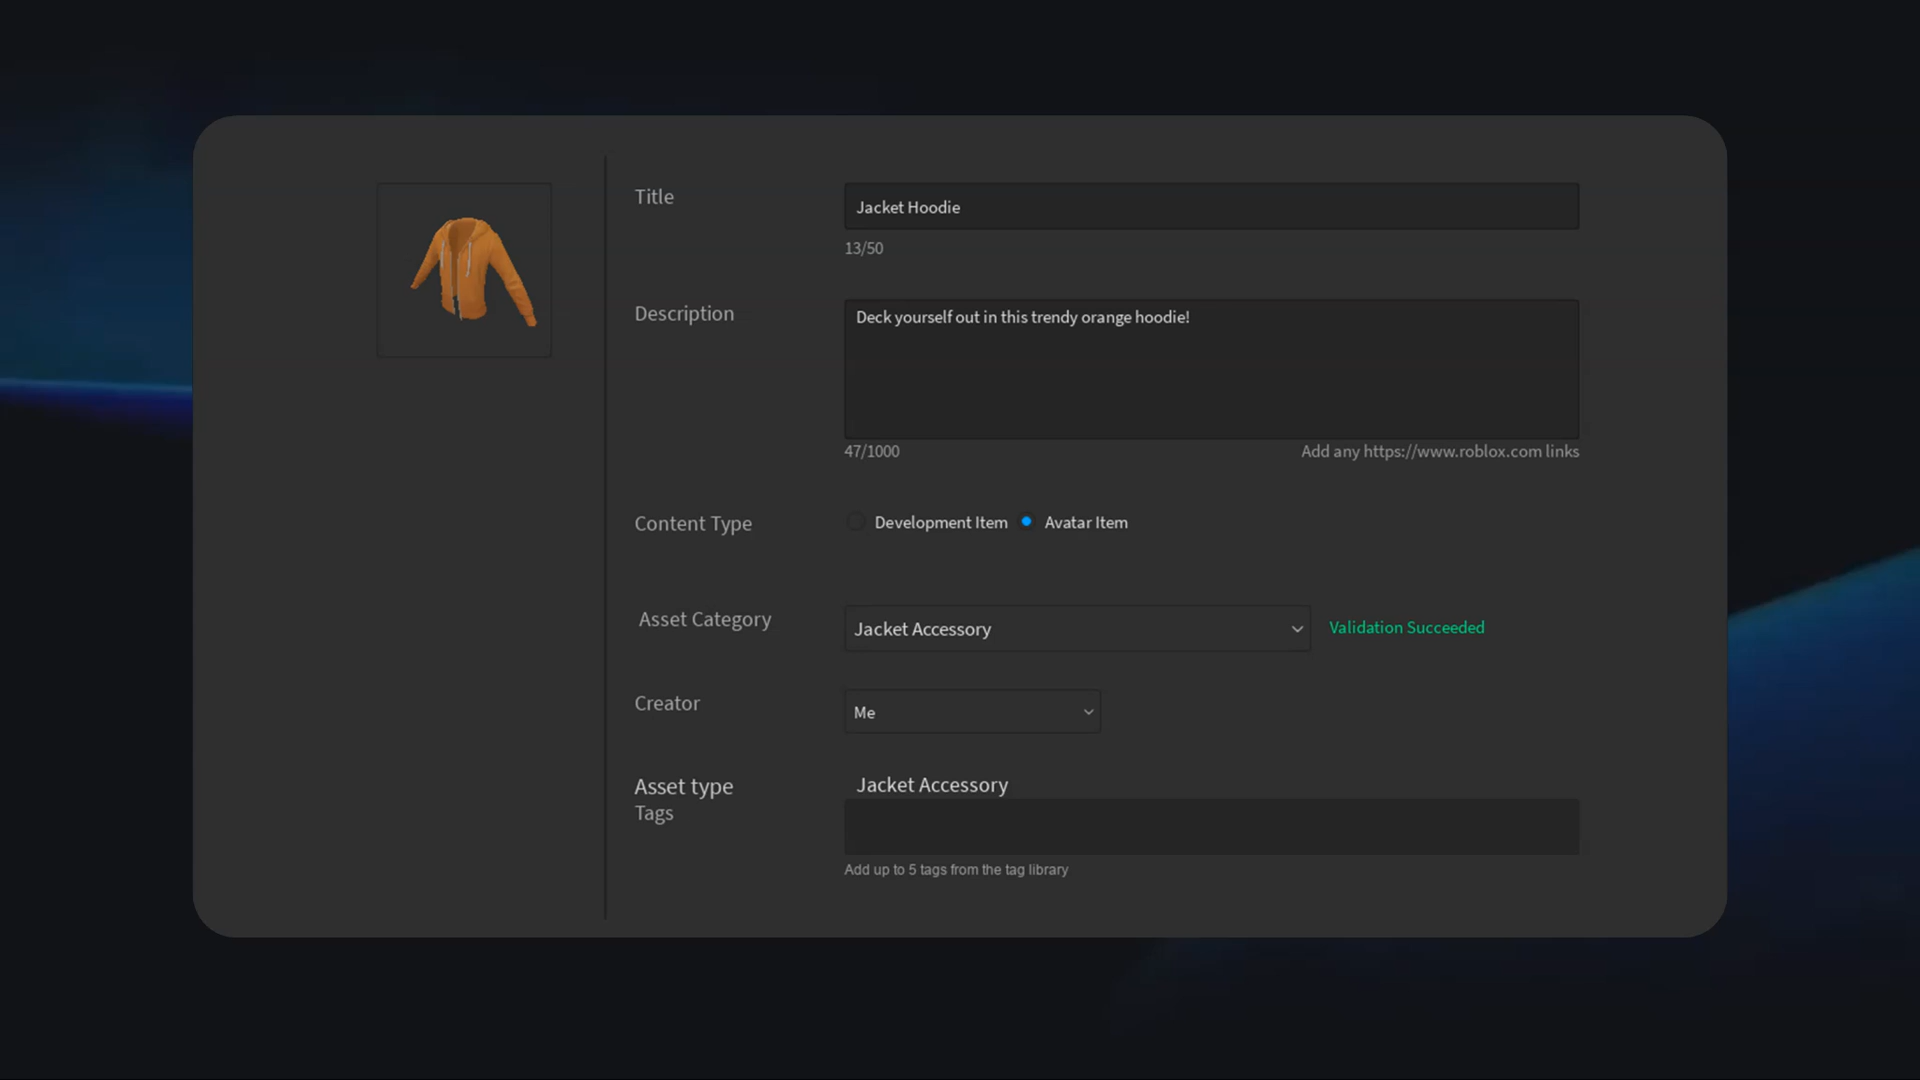 Title
Jacket Hoodie
13/50
Description
Deck yourself out in this trendy orange hoodie!
47/1000
Add any https://www.roblox.com links
Content Type
Development Item
Avatar Item
Asset Category
Jacket Accessory
Validation Succeeded
Creator
Me
Asset type
Jacket Accessory
Tags
Add up to 5 tags from the tag library